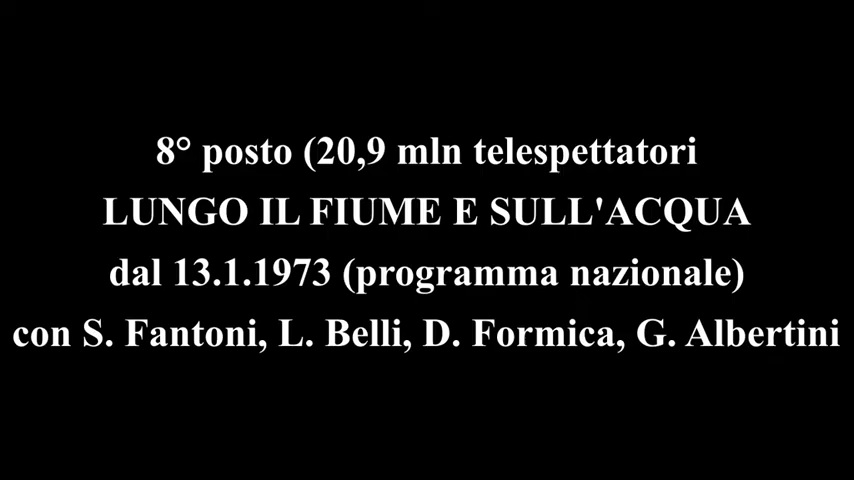 8° posto (20,9 mln telespettatori
LUNGO IL FIUME E SULL'ACQUA
dal 13.1.1973 (programma nazionale)
con S. Fantoni, L. Belli, D. Formica, G. Albertini